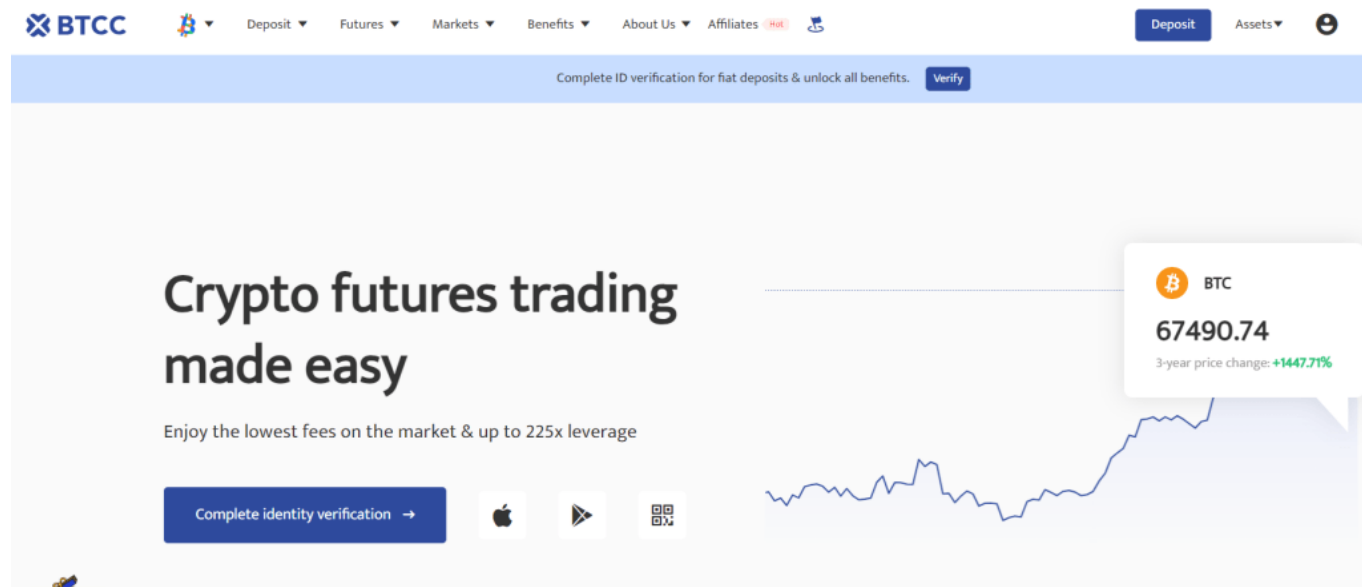 BTCC
Deposit Futures Markets Benefits About Us Affiliates Hot
Deposit Assets
Complete ID verification for fiat deposits & unlock all benefits. Verify
Crypto futures trading
made easy
Enjoy the lowest fees on the market & up to 225x leverage
Complete identity verification →
BTC
67490.74
3-year price change: +1447.71%